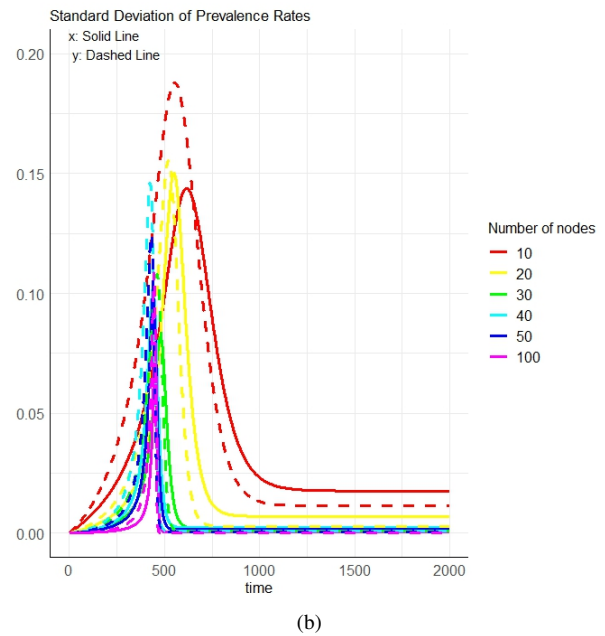 Standard Deviation of Prevalence Rates
x: Solid Line
y: Dashed Line
0.20
0.15
0.10
0.05
0.00
0 500 1000 1500 2000
time
Number of nodes
10
20
30
40
50
100
(b)